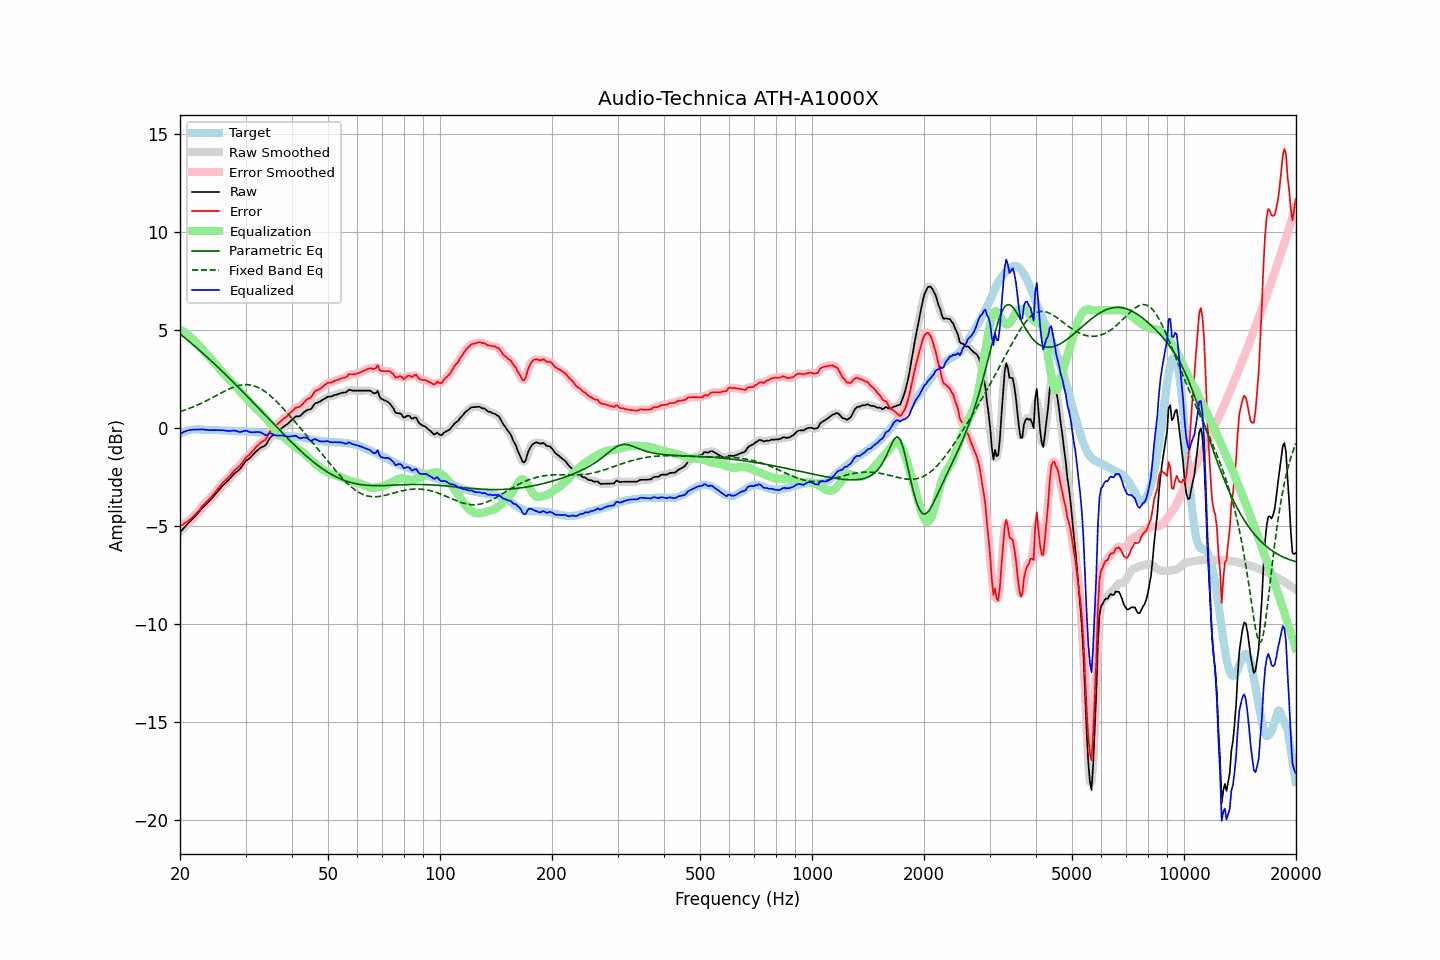 Audio-Technica ATH-A1000X
Amplitude (dBr)
15
10
5
0
−5
−10
−15
−20
Target
Raw Smoothed
Error Smoothed
Raw
Error
Equalization
Parametric Eq
Fixed Band Eq
Equalized
20 50 100 200 500 1000 2000 5000 10000 20000
Frequency (Hz)